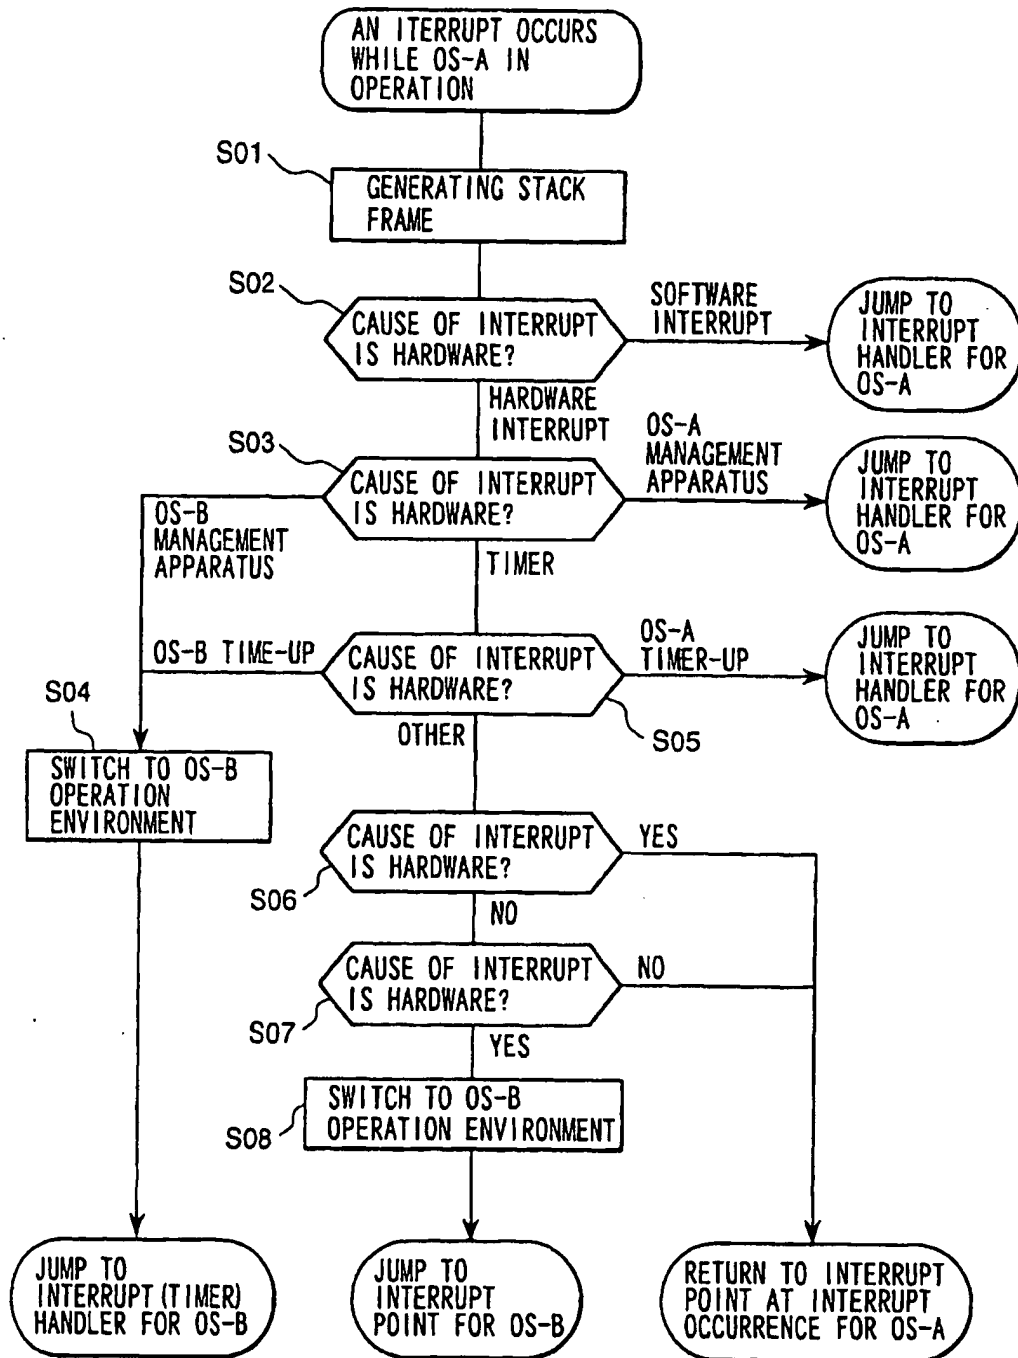 AN ITERRUPT OCCURS
WHILE OS-A IN
OPERATION
S01
GENERATING STACK
FRAME
S02
CAUSE OF INTERRUPT
IS HARDWARE?
SOFTWARE
INTERRUPT
JUMP TO
INTERRUPT
HANDLER FOR
OS-A
HARDWARE
INTERRUPT
S03
CAUSE OF INTERRUPT
IS HARDWARE?
OS-A
MANAGEMENT
APPARATUS
JUMP TO
INTERRUPT
HANDLER FOR
OS-A
OS-B
MANAGEMENT
APPARATUS
TIMER
OS-B TIME-UP
CAUSE OF INTERRUPT
IS HARDWARE?
OS-A
TIMER-UP
JUMP TO
INTERRUPT
HANDLER FOR
OS-A
S05
S04
OTHER
SWITCH TO OS-B
OPERATION
ENVIRONMENT
CAUSE OF INTERRUPT
IS HARDWARE?
YES
S06
NO
CAUSE OF INTERRUPT
IS HARDWARE?
NO
S07
YES
SWITCH TO OS-B
OPERATION ENVIRONMENT
S08
JUMP TO
INTERRUPT (TIMER)
HANDLER FOR OS-B
JUMP TO
INTERRUPT
POINT FOR OS-B
RETURN TO INTERRUPT
POINT AT INTERRUPT
OCCURRENCE FOR OS-A